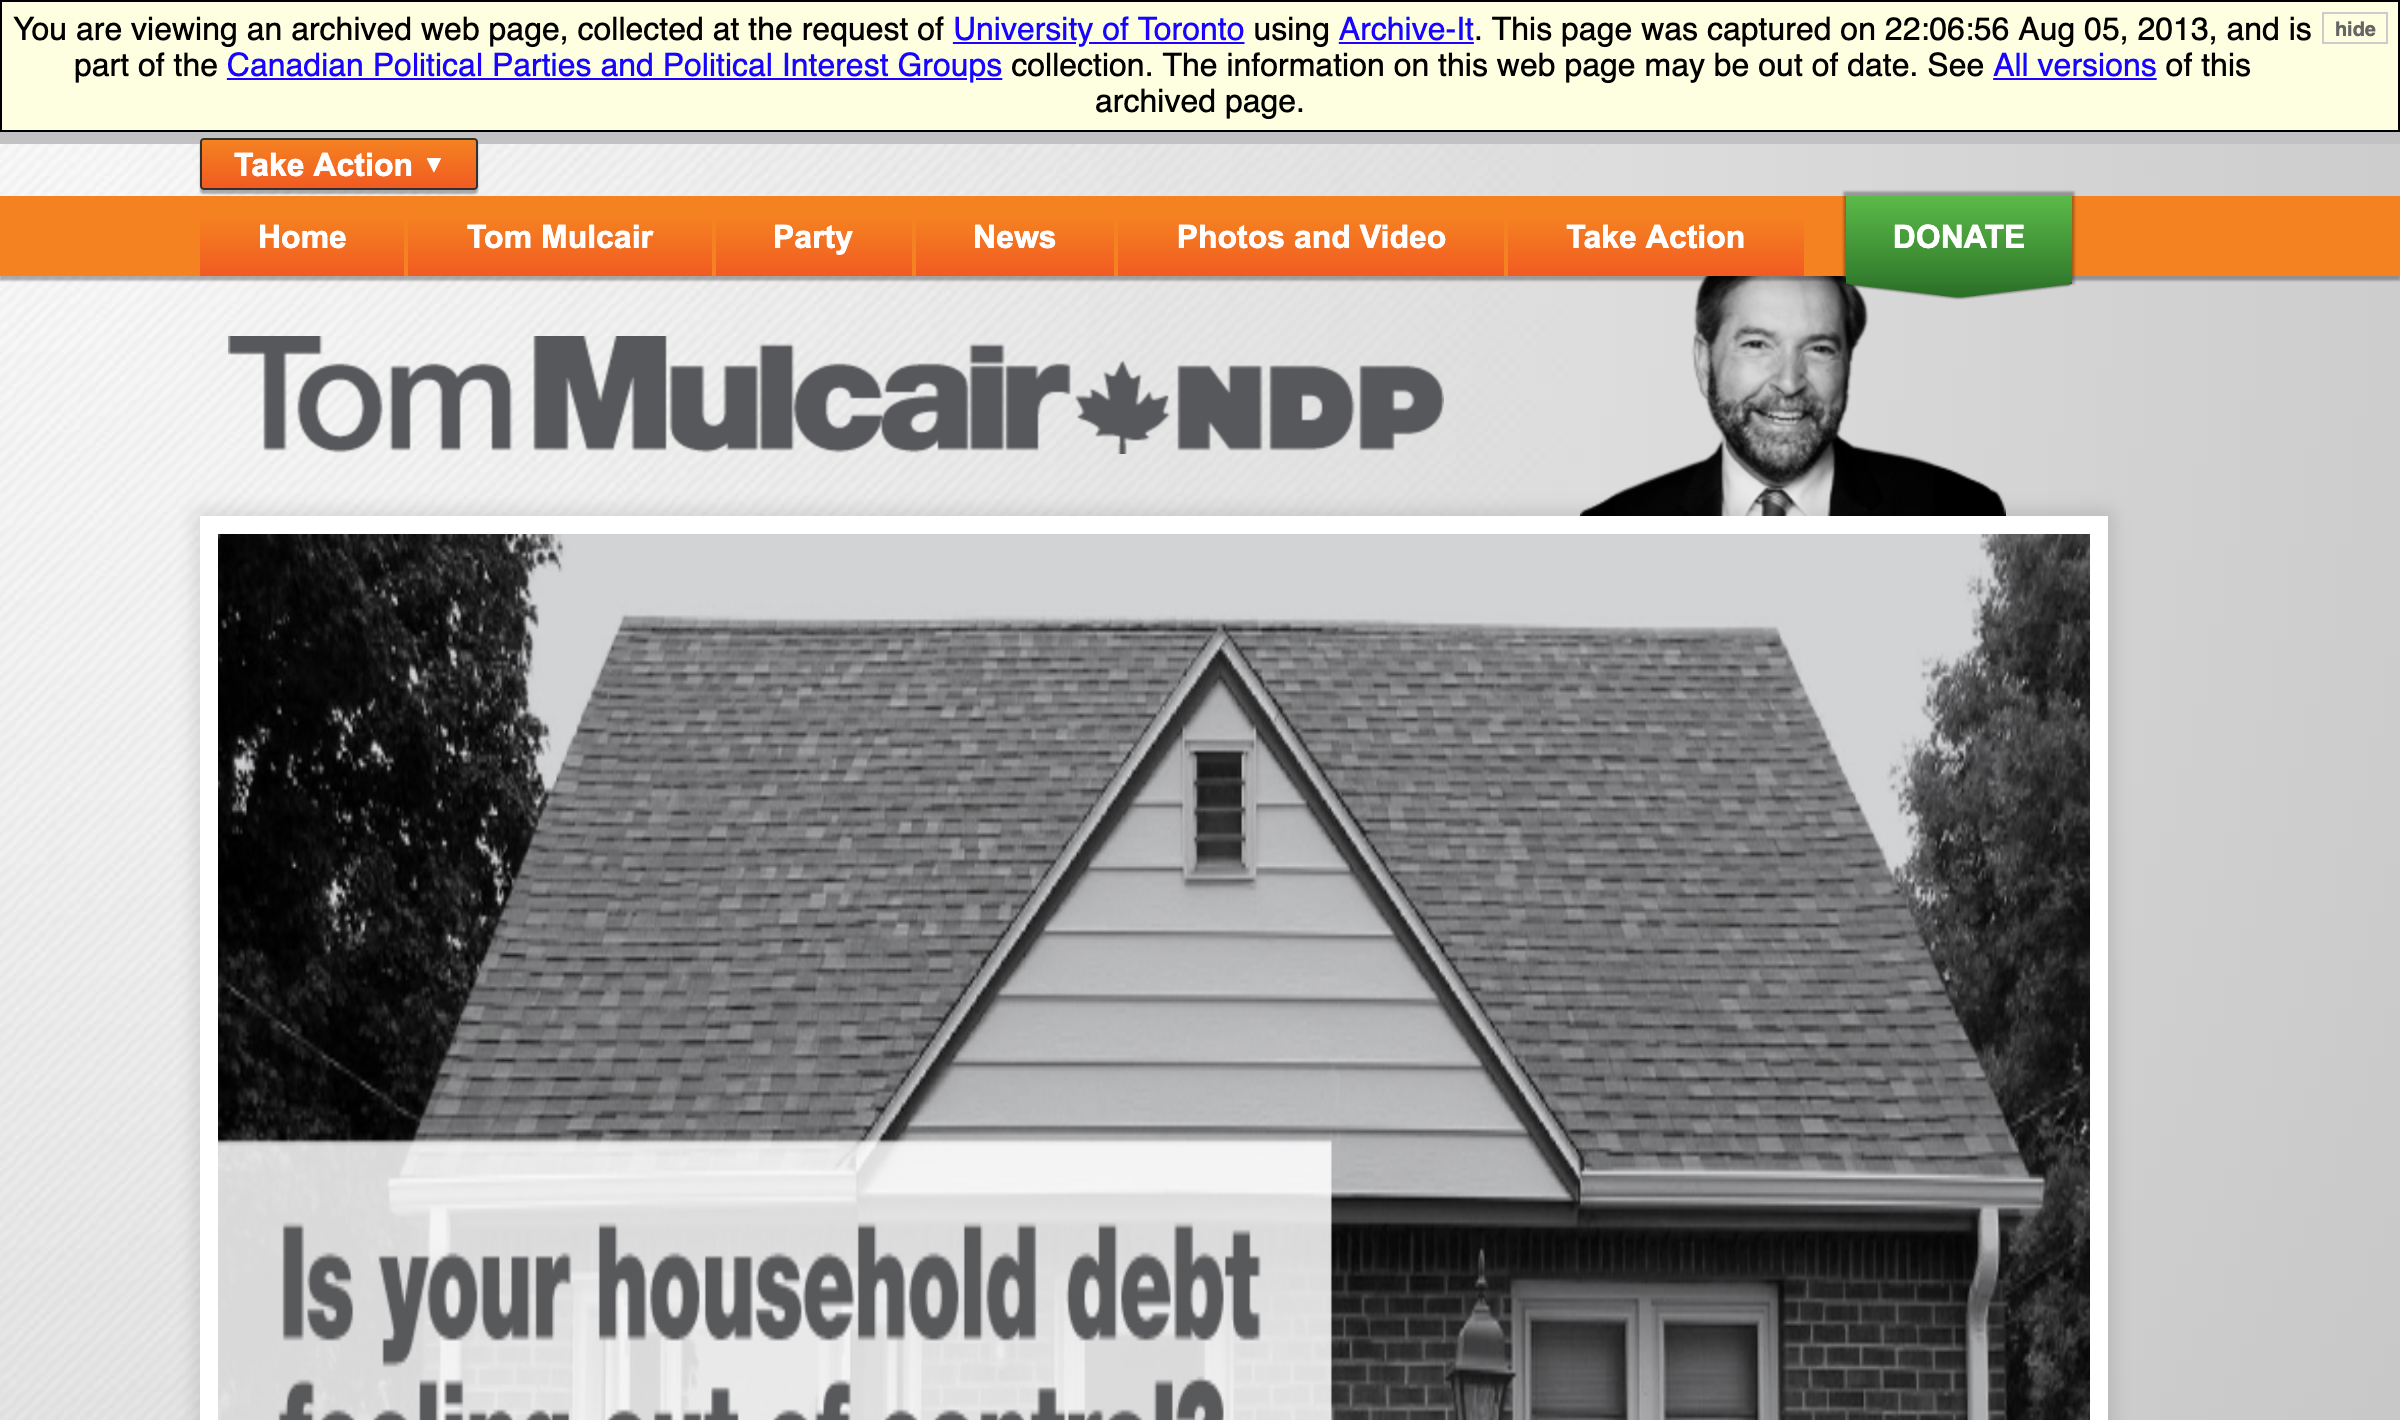 You are viewing an archived web page, collected at the request of University of Toronto using Archive-It. This page was captured on 22:06:56 Aug 05, 2013, and is hide
part of the Canadian Political Parties and Political Interest Groups collection. The information on this web page may be out of date. See All versions of this
archived page.
Take Action ▼
Home Tom Mulcair Party News Photos and Video Take Action DONATE
Tom Mulcair NDP
Is your household debt
feeling out of control?